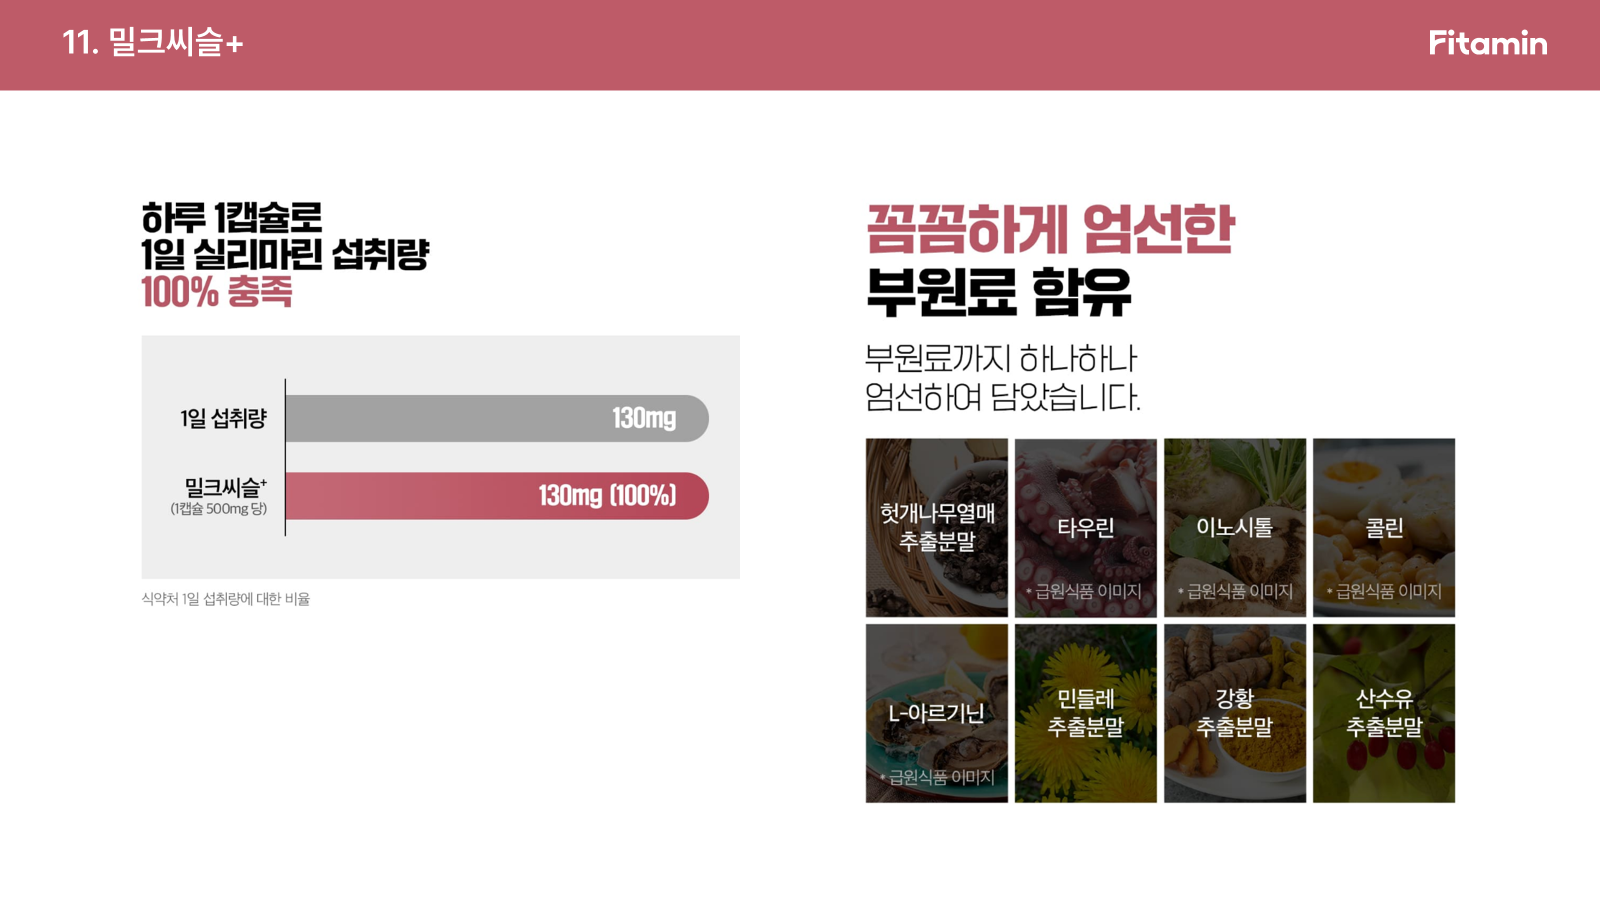 11. 밀크씨슬+
Fitamin
하루 1캡슐로
1일 실리마린 섭취량
100% 충족
1일 섭취량
130mg
밀크씨슬+
(1캡슐 500mg 당)
130mg (100%)
식약처 1일 섭취량에 대한 비율
꼼꼼하게 엄선한
부원료 함유
부원료까지 하나하나
엄선하여 담았습니다.
헛개나무열매
추출분말
타우린
* 급원식품 이미지
이노시톨
* 급원식품 이미지
콜린
* 급원식품 이미지
L-아르기닌
* 급원식품 이미지
민들레
추출분말
강황
추출분말
산수유
추출분말